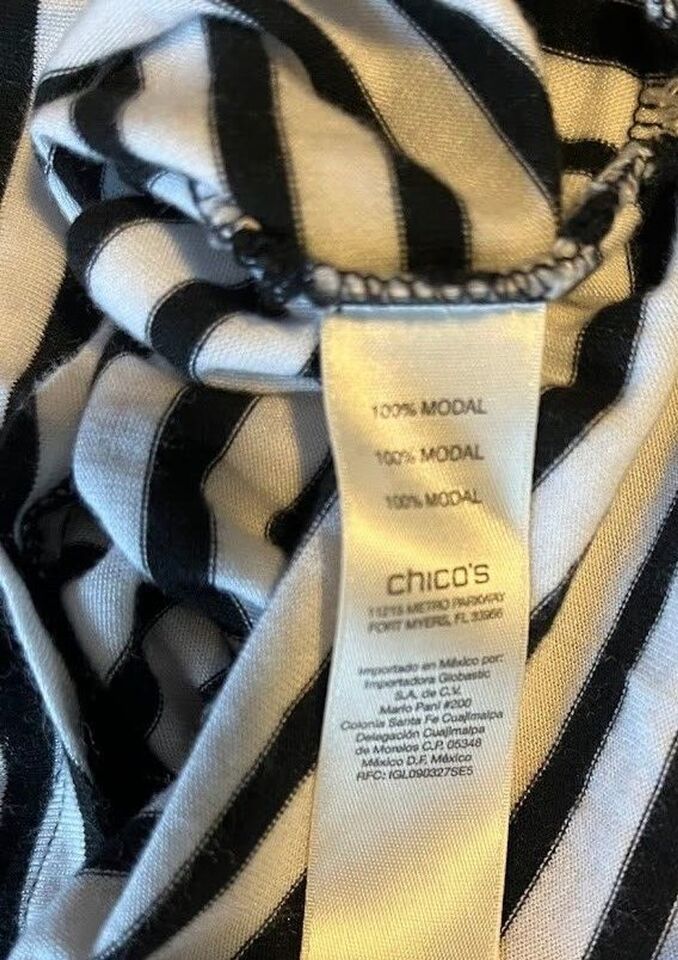 100% MODAL
100% MODAL
100% MODAL
chico's
11215 METRO PARKWAY
FORT MYERS, FL 33966
Importado en México por:
Importadora Globastic
S.A. de C.V.
Mario Pani #200
Colonia Santa Fe Cuajimalpa
Delegación Cuajimalpa
de Morelos C.P. 05348
México D.F. México
RFC: IGL090327SE5